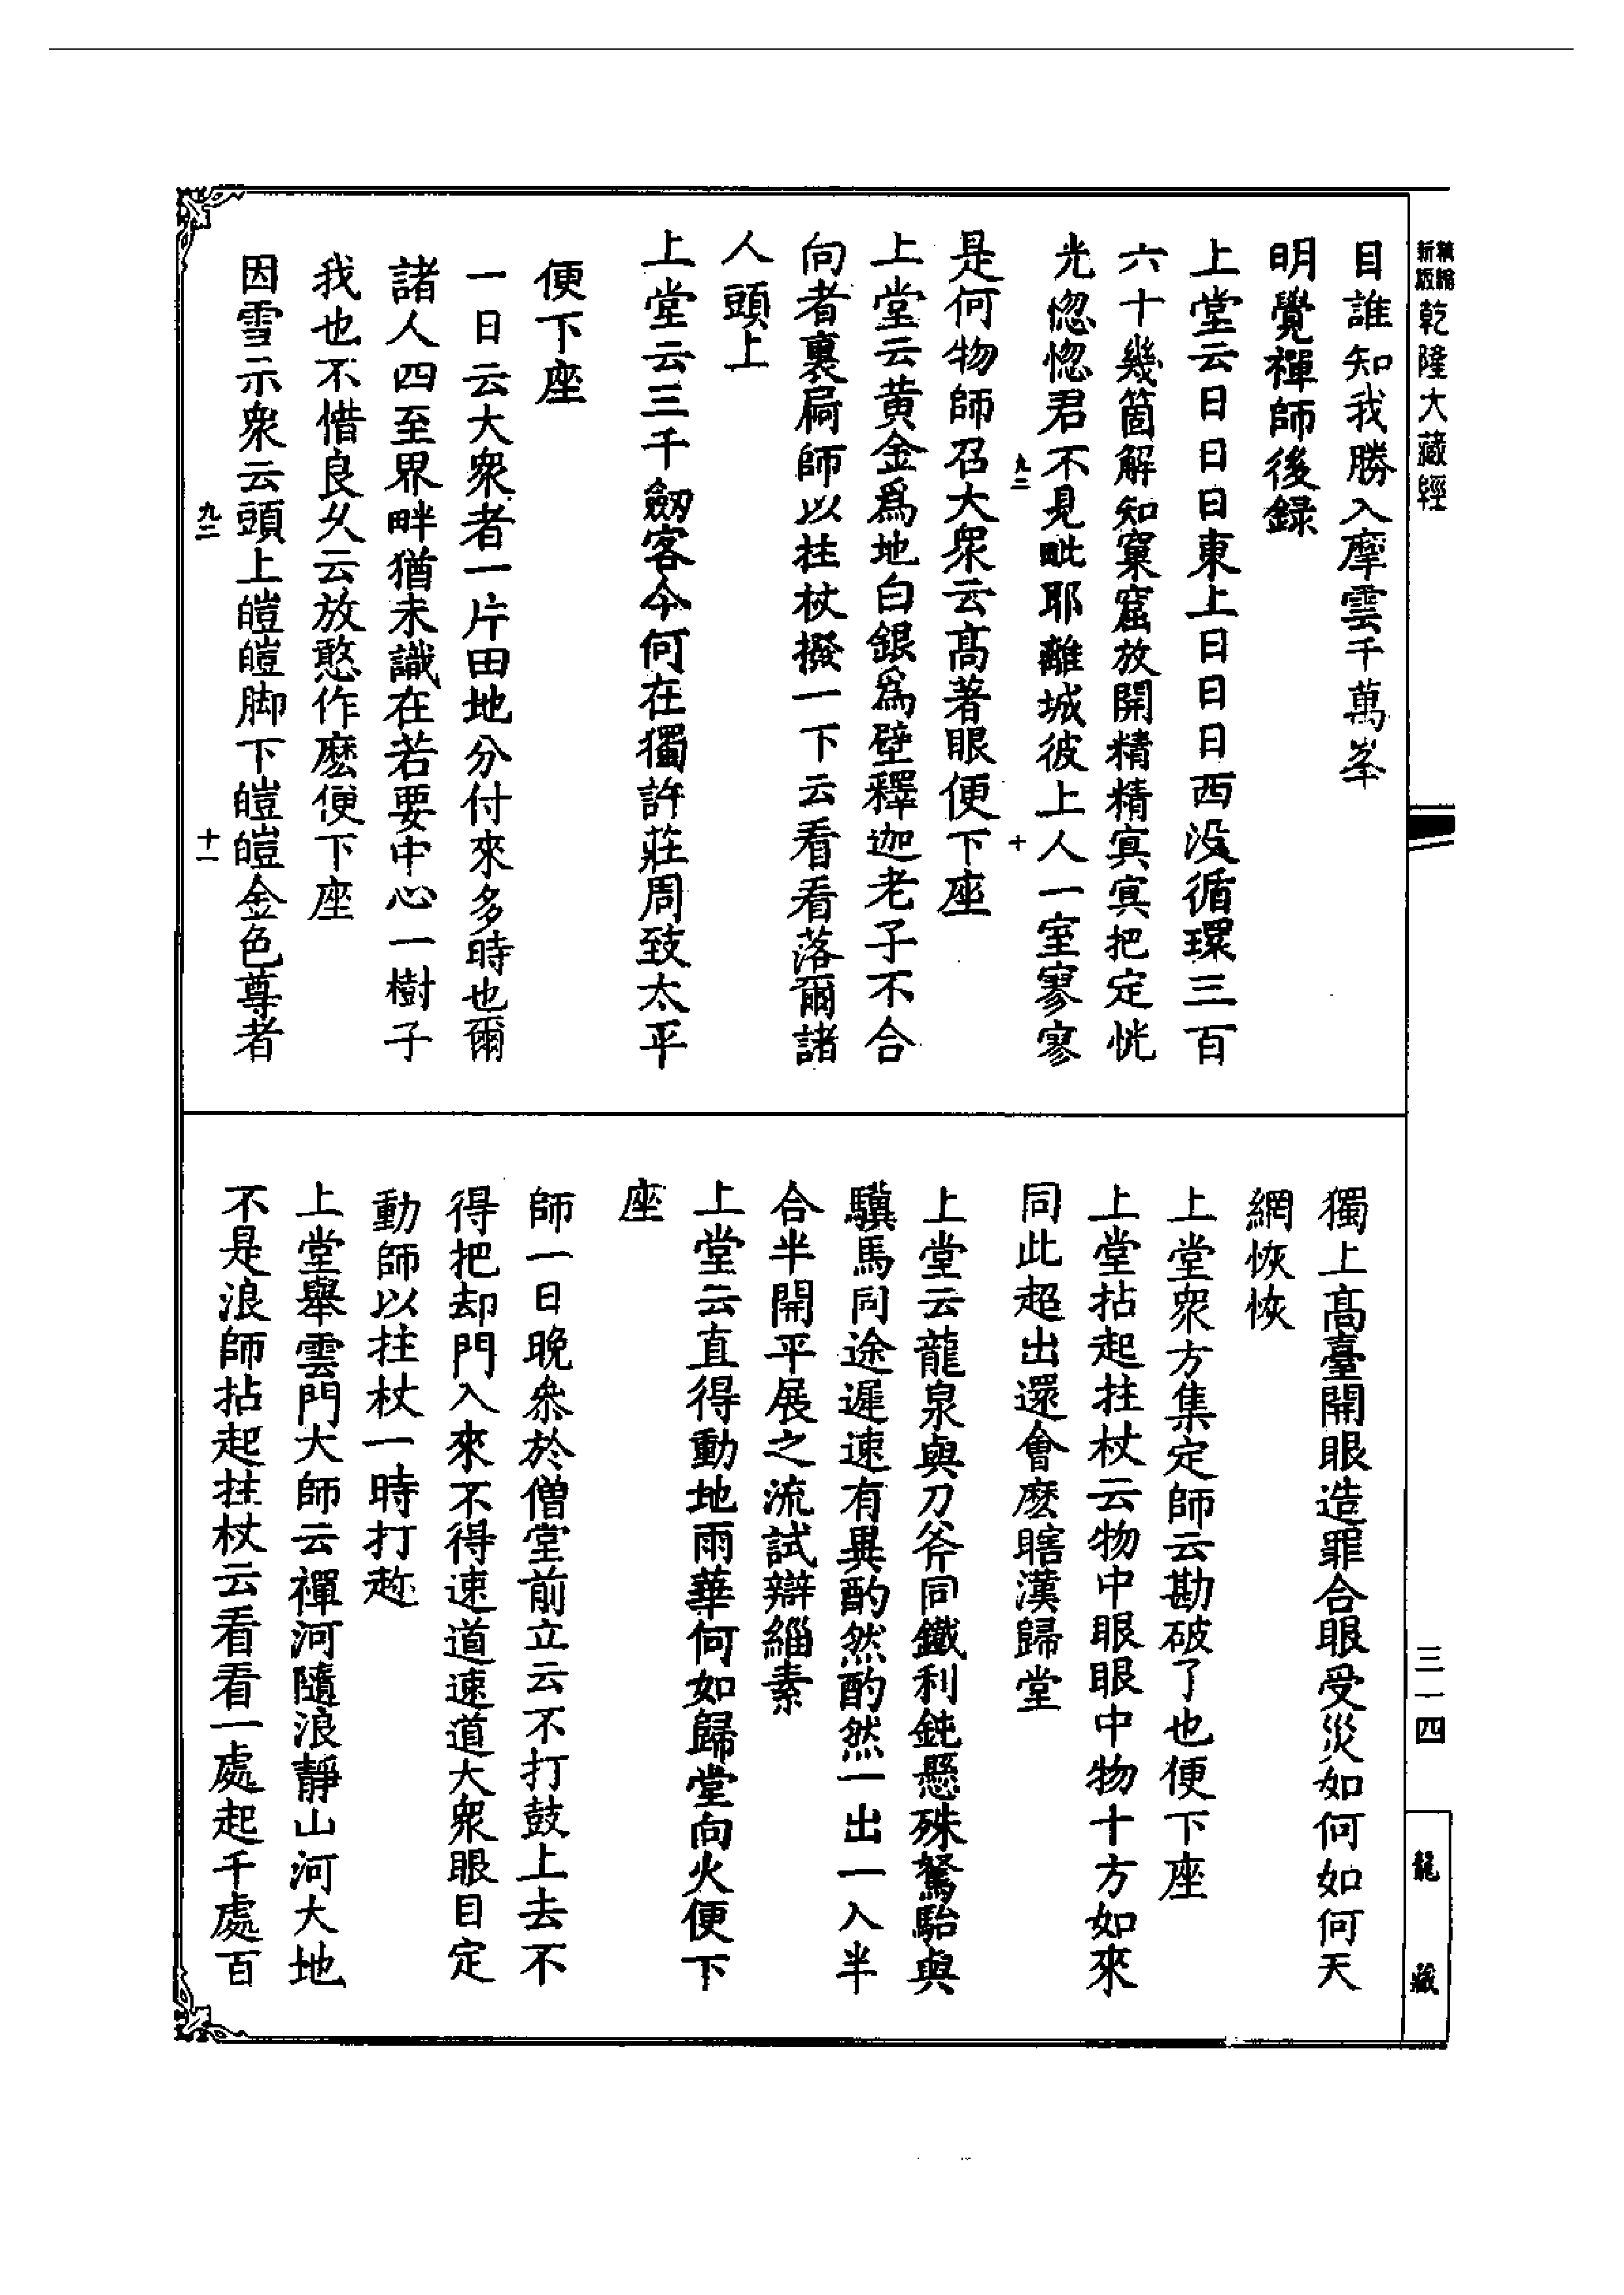 精縮新版乾隆大藏經
目誰知我勝入摩雲千萬峯
明覺禪師後録
上堂云日日日東上日日日西没循環三百
六十幾箇解知窠窟放開精精㝠㝠把定恍
光惚惚君不見毗耶離城彼上人一室寥寥
九二
十
是何物師召大衆云髙著眼便下座
上堂云黄金爲地白銀爲壁釋迦老子不合
向者裏屙師以拄杖撥一下云看看落爾諸
人頭上
上堂云三千劒客今何在獨許莊周致太平
便下座
一日云大衆者一片田地分付來多時也爾
諸人四至界畔猶未識在若要中心一樹子
我也不惜良久云放憨作麽便下座
因雪示衆云頭上皚皚脚下皚皚金色尊者
九二
十一
獨上髙臺開眼造罪合眼受災如何如何天
網恢恢
上堂衆方集定師云勘破了也便下座
上堂拈起拄杖云物中眼眼中物十方如來
同此超出還會麽瞎漢歸堂
上堂云龍泉與刀斧同鐵利鈍懸殊駑駘與
驥馬同途遲速有異酌然酌然一出一入半
合半開平展之流試辯緇素
上堂云直得動地雨華何如歸堂向火便下
座
師一日晚叅於僧堂前立云不打鼓上去不
得把却門入來不得速道速道大衆眼目定
動師以拄杖一時打趂
上堂舉雲門大師云禪河隨浪靜山河大地
不是浪師拈起拄杖云看看一處起千處百
三一四
龍藏